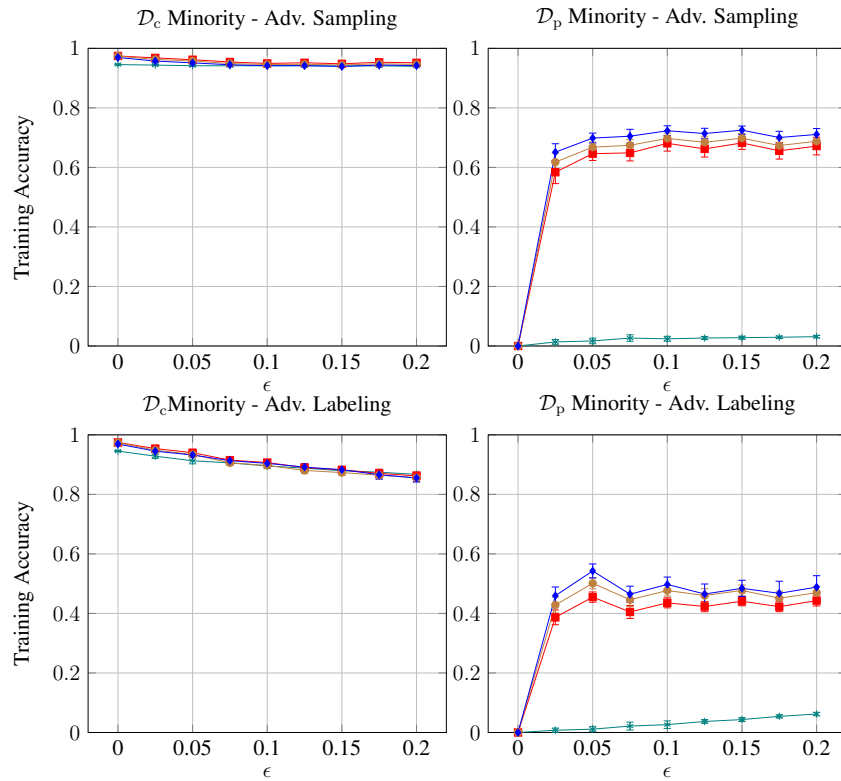 𝒟c Minority - Adv. Sampling
𝒟p Minority - Adv. Sampling
Training Accuracy
1
0.8
0.6
0.4
0.2
0
0 0.05 0.1 0.15 0.2
ϵ
1
0.8
0.6
0.4
0.2
0
0 0.05 0.1 0.15 0.2
ϵ
𝒟cMinority - Adv. Labeling
𝒟p Minority - Adv. Labeling
Training Accuracy
1
0.8
0.6
0.4
0.2
0
0 0.05 0.1 0.15 0.2
ϵ
1
0.8
0.6
0.4
0.2
0
0 0.05 0.1 0.15 0.2
ϵ